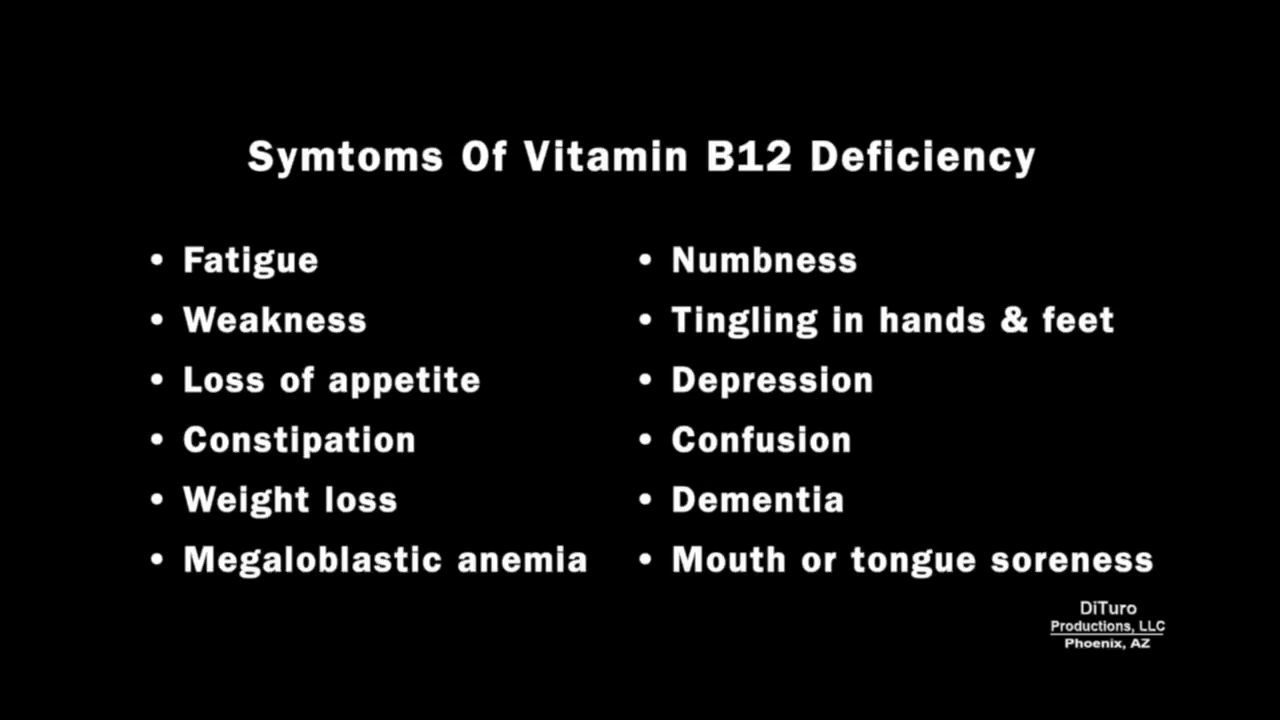 Symtoms Of Vitamin B12 Deficiency
• Fatigue
• Weakness
• Loss of appetite
• Constipation
• Weight loss
• Megaloblastic anemia
• Numbness
• Tingling in hands & feet
• Depression
• Confusion
• Dementia
• Mouth or tongue soreness
DiTuro
Productions, LLC
Phoenix, AZ